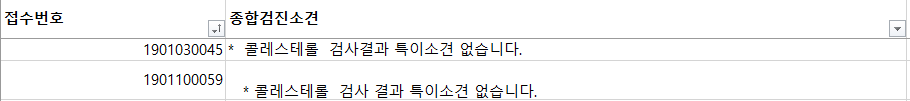 접수번호 종합검진소견
1901030045 * 콜레스테롤 검사결과 특이소견 없습니다.
1901100059
* 콜레스테롤 검사 결과 특이소견 없습니다.